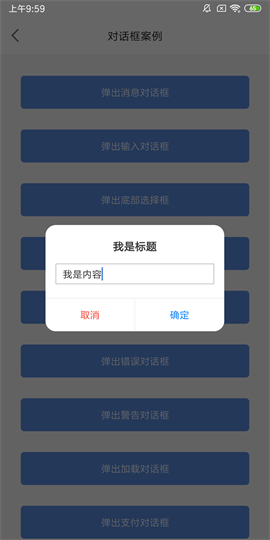 上午9:59
65
对话框案例
弹出消息对话框
弹出输入对话框
弹出底部选择框
我是标题
我是内容
取消
确定
弹出错误对话框
弹出警告对话框
弹出加载对话框
弹出支付对话框